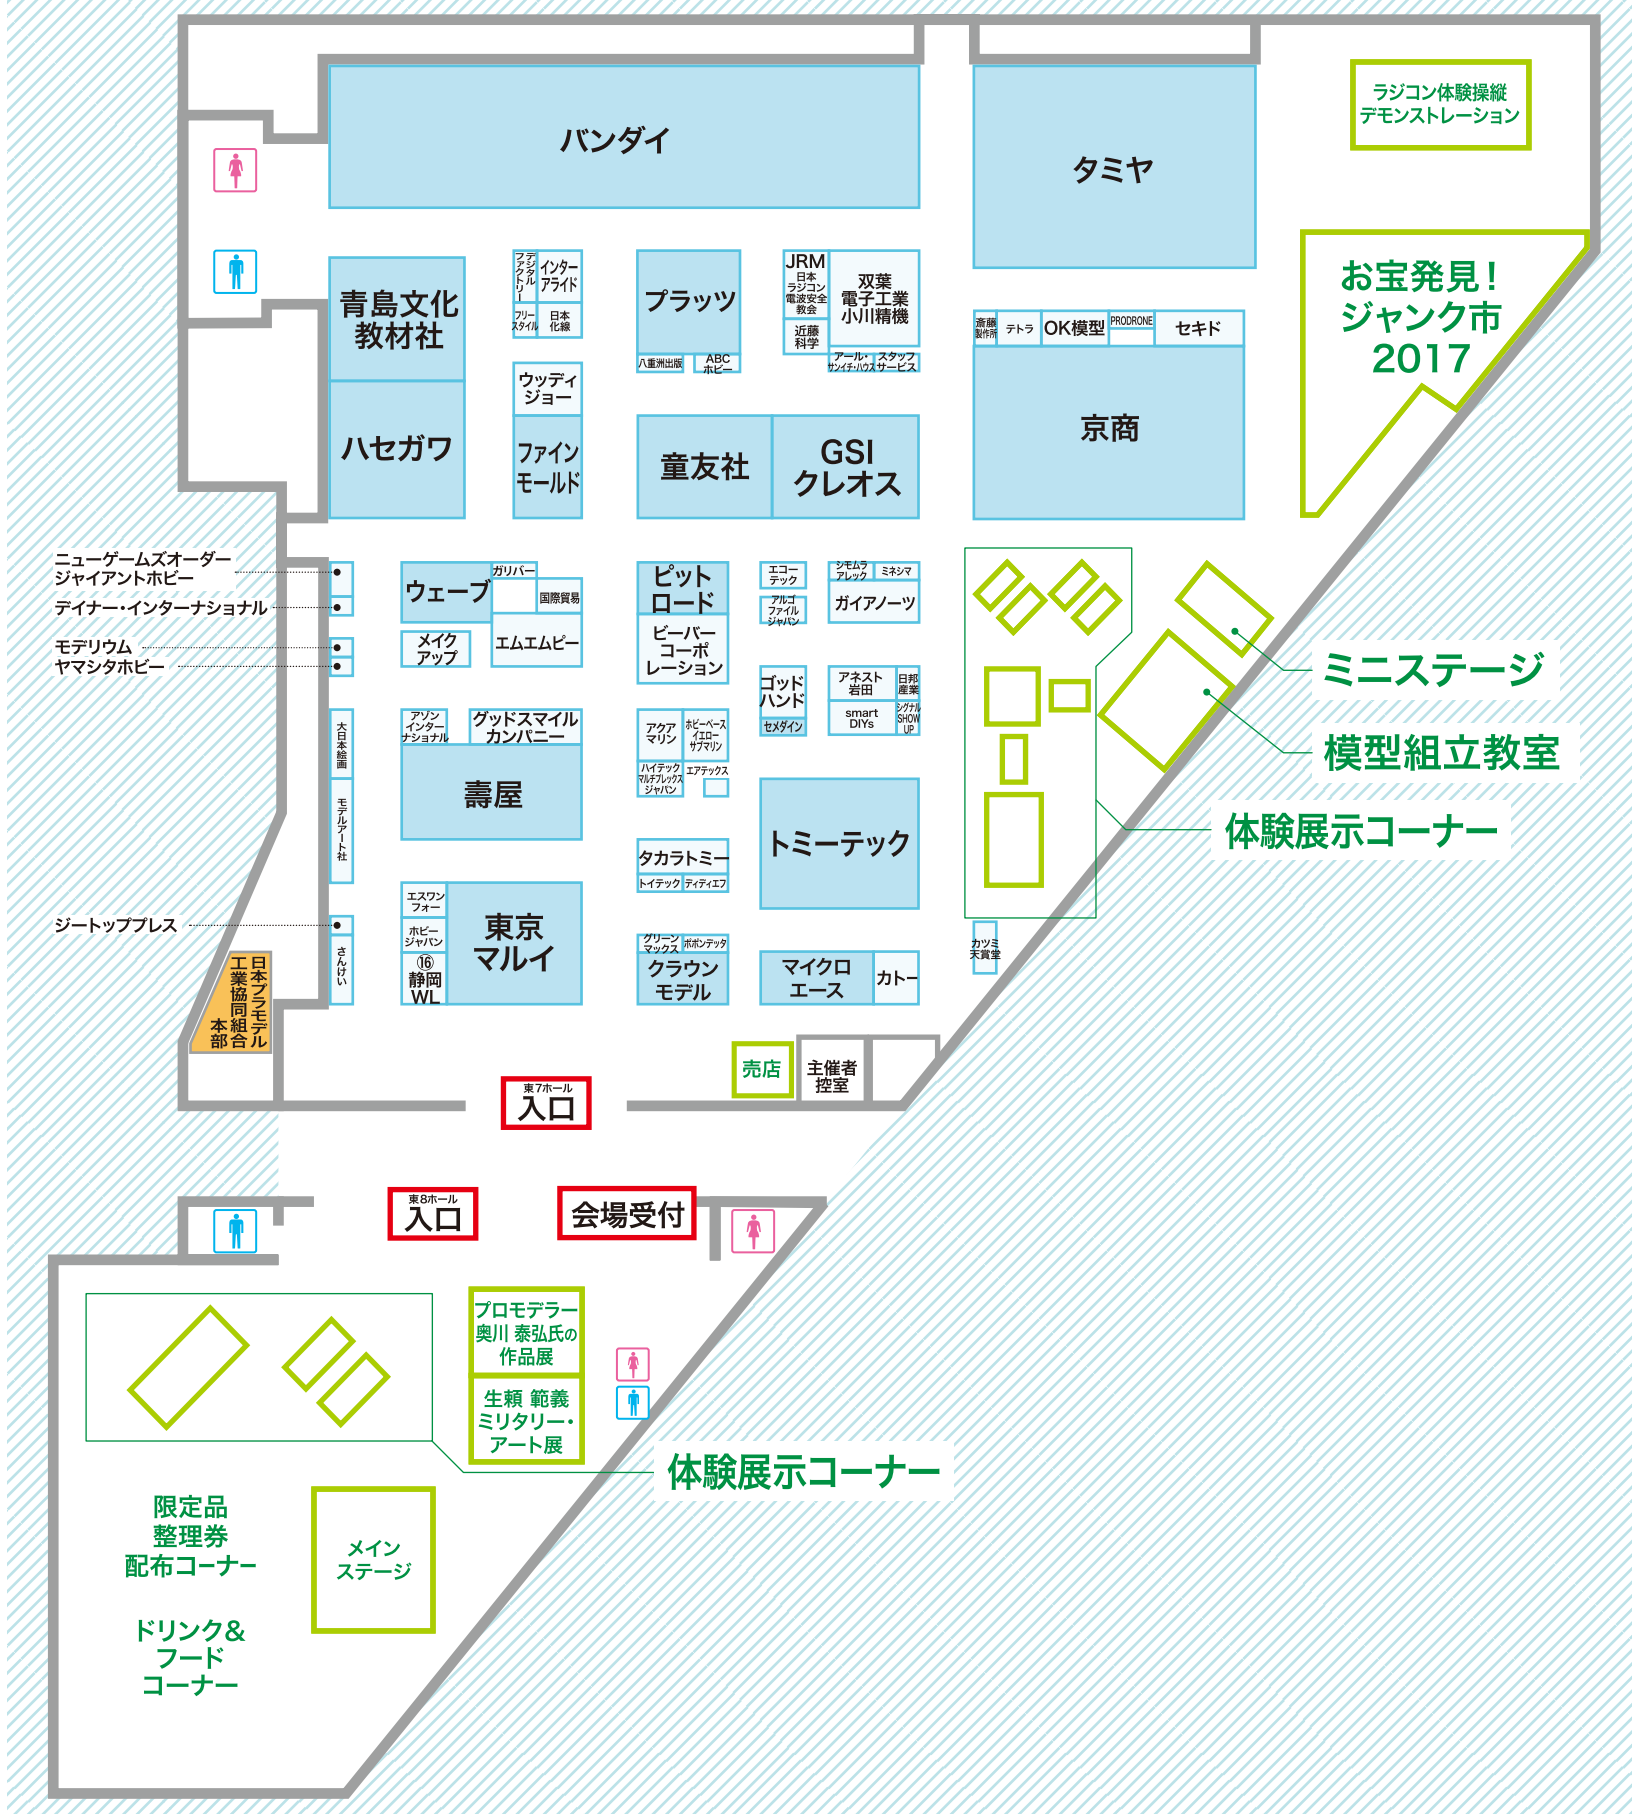 バンダイ
タミヤ
ラジコン体験操縦
デモンストレーション
お宝発見！
ジャンク市
2017
青島文化
教材社
ハセガワ
デジタル
ファクトリー
インター
アライド
フリー
スタイル
日本
化線
ウッディ
ジョー
ファイン
モールド
プラッツ
八重洲出版
ABC
ホビー
JRM
日本
ラジコン
電波安全
教会
近藤
科学
双葉
電子工業
小川精機
アール・
サンイチ・ハウス
スタッフ
サービス
童友社
GSI
クレオス
斎藤
製作所
テトラ
OK模型
PRODRONE
セキド
京商
ニューゲームズオーダー
ジャイアントホビー
デイナー・インターナショナル
モデリウム
ヤマシタホビー
ウェーブ
ガリバー
国際貿易
メイク
アップ
エムエムピー
ピット
ロード
ビーバー
コーポ
レーション
エコー
テック
アルゴ
ファイル
ジャパン
シモムラ
アレック
ミネシマ
ガイアノーツ
ゴッド
ハンド
セメダイン
アネスト
岩田
日邦
産業
smart
DIYs
シグナル
SHOW
UP
大日本絵画
モデルアート社
アゾン
インター
ナショナル
グッドスマイル
カンパニー
壽屋
アクア
マリン
ホビーベース
イエロー
サブマリン
ハイテック
マルチプレックス
ジャパン
エアテックス
トミーテック
タカラトミー
トイテック
ディディエフ
ミニステージ
模型組立教室
体験展示コーナー
ジートッププレス
さんけい
エスワン
フォー
ホビー
ジャパン
⑯
静岡
WL
東京
マルイ
グリーン
マックス
ポポンデッタ
クラウン
モデル
マイクロ
エース
カトー
カツミ
天賞堂
日本プラモデル
工業協同組合
本部
売店
主催者
控室
東7ホール
入口
東8ホール
入口
会場受付
プロモデラー
奥川 泰弘氏の
作品展
生頼 範義
ミリタリー・
アート展
体験展示コーナー
限定品
整理券
配布コーナー
メイン
ステージ
ドリンク&
フード
コーナー